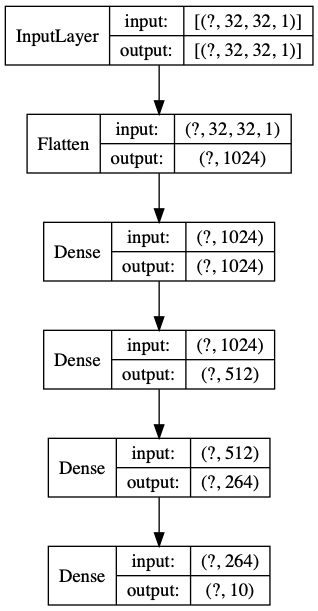 InputLayer input: [(?, 32, 32, 1)]
output: [(?, 32, 32, 1)]
Flatten input: (?, 32, 32, 1)
output: (?, 1024)
Dense input: (?, 1024)
output: (?, 1024)
Dense input: (?, 1024)
output: (?, 512)
Dense input: (?, 512)
output: (?, 264)
Dense input: (?, 264)
output: (?, 10)